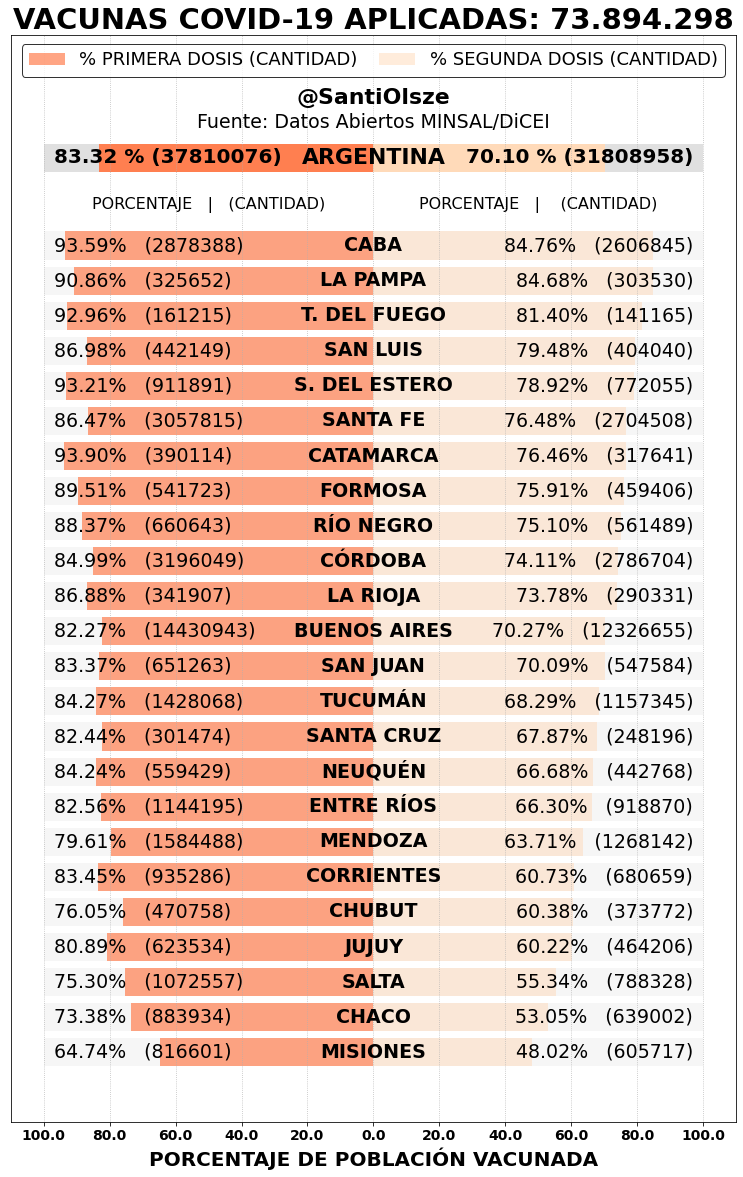 VACUNAS COVID-19 APLICADAS: 73.894.298
% PRIMERA DOSIS (CANTIDAD) % SEGUNDA DOSIS (CANTIDAD)
@SantiOlsze
Fuente: Datos Abiertos MINSAL/DiCEI
83.32 % (37810076) ARGENTINA 70.10 % (31808958)
PORCENTAJE | (CANTIDAD) PORCENTAJE | (CANTIDAD)
93.59% (2878388) CABA 84.76% (2606845)
90.86% (325652) LA PAMPA 84.68% (303530)
92.96% (161215) T. DEL FUEGO 81.40% (141165)
86.98% (442149) SAN LUIS 79.48% (404040)
93.21% (911891) S. DEL ESTERO 78.92% (772055)
86.47% (3057815) SANTA FE 76.48% (2704508)
93.90% (390114) CATAMARCA 76.46% (317641)
89.51% (541723) FORMOSA 75.91% (459406)
88.37% (660643) RÍO NEGRO 75.10% (561489)
84.99% (3196049) CÓRDOBA 74.11% (2786704)
86.88% (341907) LA RIOJA 73.78% (290331)
82.27% (14430943) BUENOS AIRES 70.27% (12326655)
83.37% (651263) SAN JUAN 70.09% (547584)
84.27% (1428068) TUCUMÁN 68.29% (1157345)
82.44% (301474) SANTA CRUZ 67.87% (248196)
84.24% (559429) NEUQUÉN 66.68% (442768)
82.56% (1144195) ENTRE RÍOS 66.30% (918870)
79.61% (1584488) MENDOZA 63.71% (1268142)
83.45% (935286) CORRIENTES 60.73% (680659)
76.05% (470758) CHUBUT 60.38% (373772)
80.89% (623534) JUJUY 60.22% (464206)
75.30% (1072557) SALTA 55.34% (788328)
73.38% (883934) CHACO 53.05% (639002)
64.74% (816601) MISIONES 48.02% (605717)
100.0 80.0 60.0 40.0 20.0 0.0 20.0 40.0 60.0 80.0 100.0
PORCENTAJE DE POBLACIÓN VACUNADA